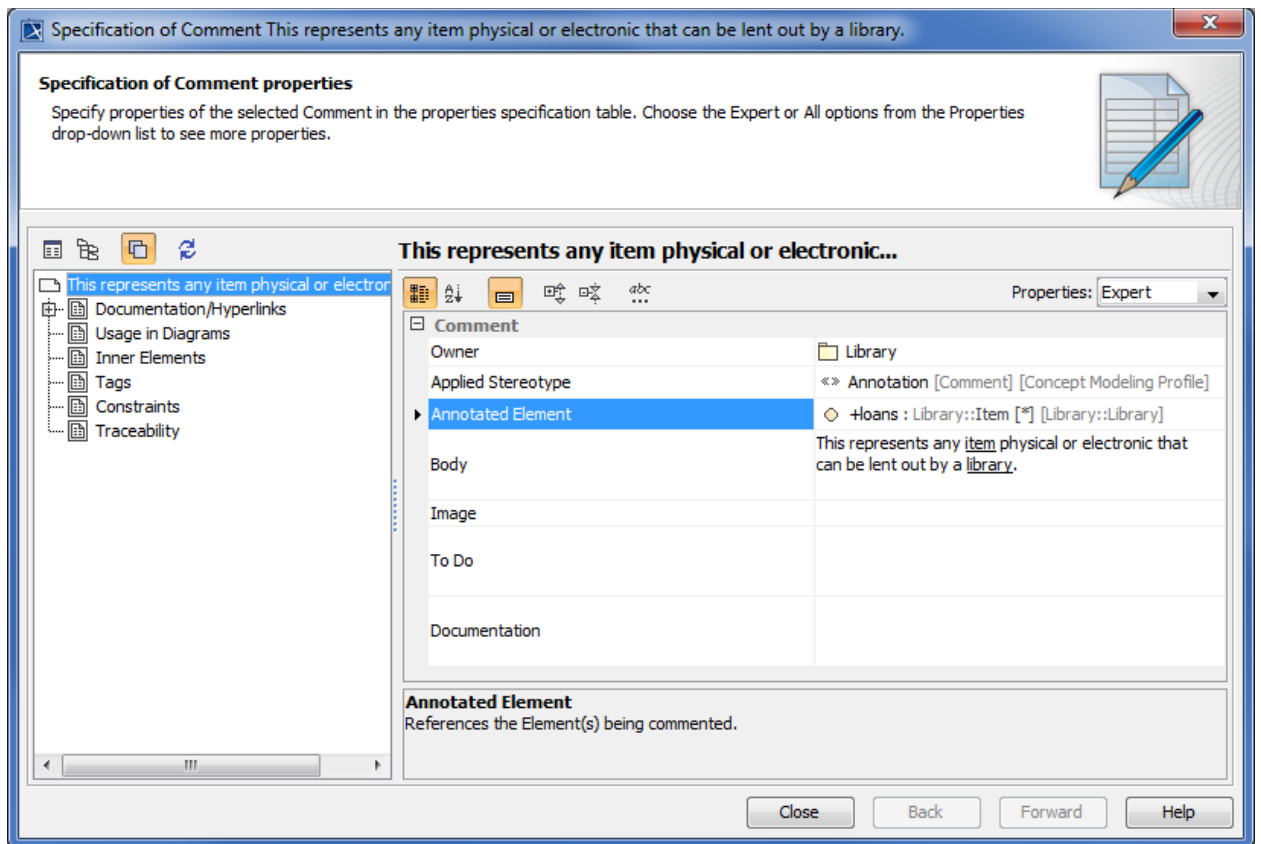 Specification of Comment This represents any item physical or electronic that can be lent out by a library.
Specification of Comment properties
Specify properties of the selected Comment in the properties specification table. Choose the Expert or All options from the Properties
drop-down list to see more properties.
This represents any item physical or electronic...
This represents any item physical or electron
Documentation/Hyperlinks
Usage in Diagrams
Inner Elements
Tags
Constraints
Traceability
Properties: Expert
Comment
Owner
Library
Applied Stereotype
«» Annotation [Comment] [Concept Modeling Profile]
Annotated Element
+loans : Library::Item [*] [Library::Library]
Body
This represents any item physical or electronic that
can be lent out by a library.
Image
To Do
Documentation
Annotated Element
References the Element(s) being commented.
Close
Back
Forward
Help